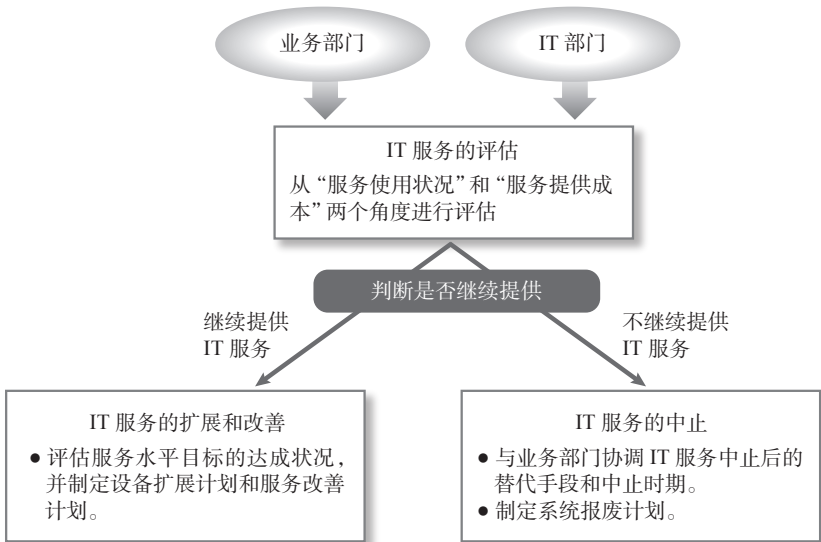 业务部门
IT 部门
IT 服务的评估
从“服务使用状况”和“服务提供成
本”两个角度进行评估
判断是否继续提供
继续提供
IT 服务
不继续提供
IT 服务
IT 服务的扩展和改善
● 评估服务水平目标的达成状况，
并制定设备扩展计划和服务改善
计划。
IT 服务的中止
● 与业务部门协调 IT 服务中止后的
替代手段和中止时期。
● 制定系统报废计划。